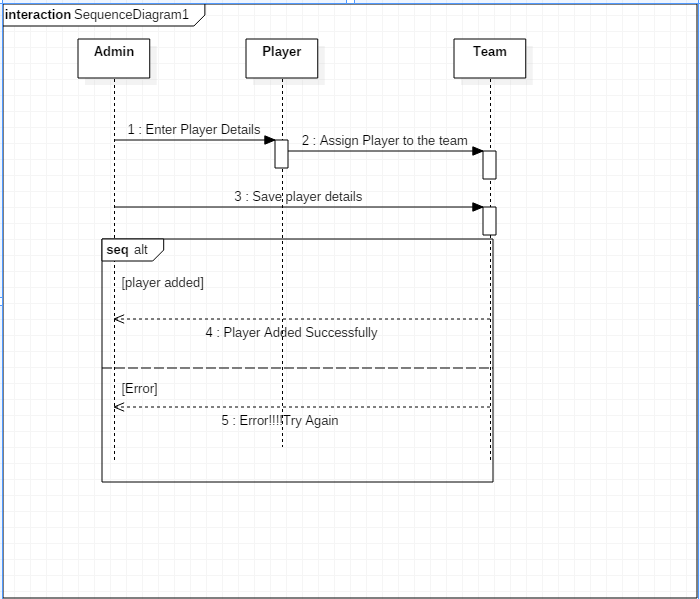 interaction SequenceDiagram1
Admin
Player
Team
1 : Enter Player Details
2 : Assign Player to the team
3 : Save player details
seq alt
[player added]
4 : Player Added Successfully
[Error]
5 : Error!!!!Try Again